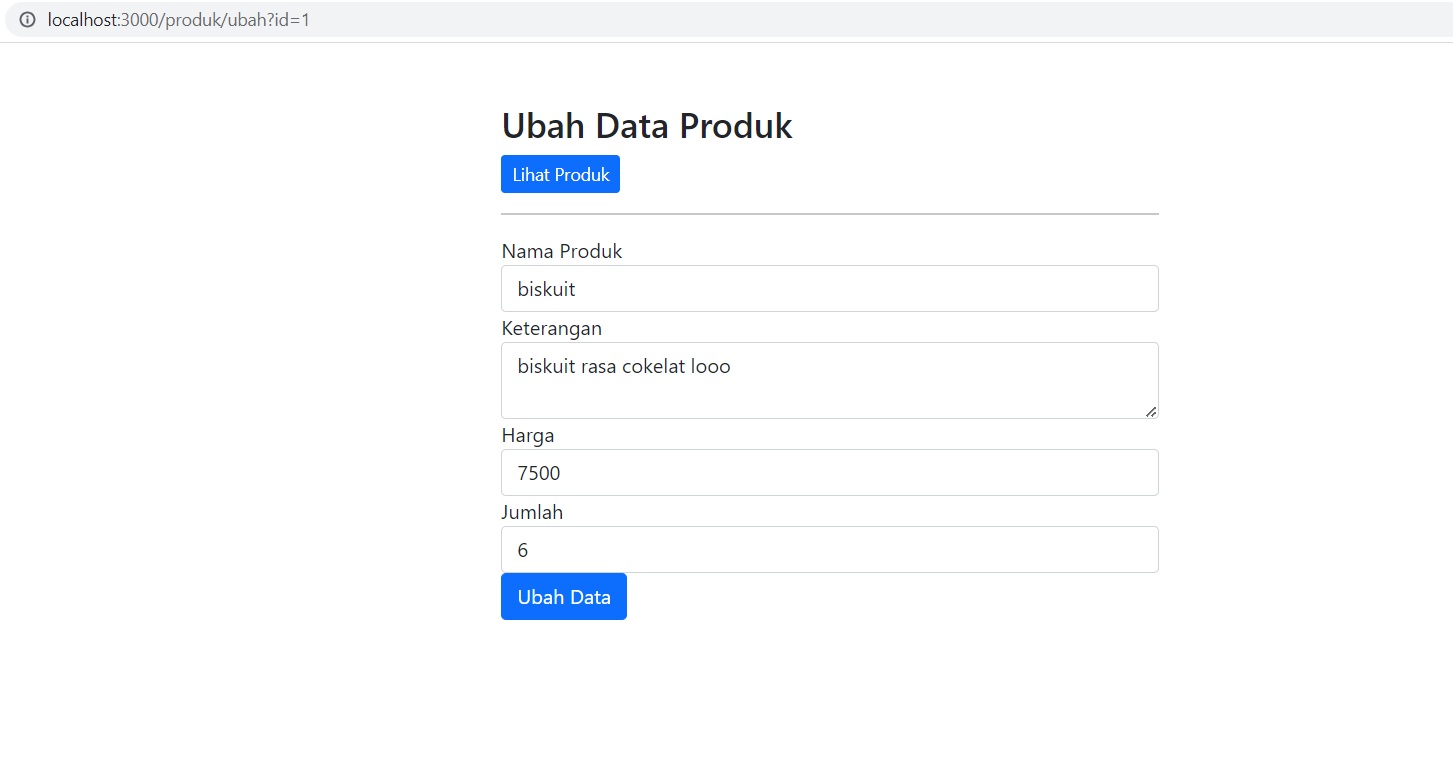 localhost:3000/produk/ubah?id=1
Ubah Data Produk
Lihat Produk
Nama Produk
biskuit
Keterangan
biskuit rasa cokelat looo
Harga
7500
Jumlah
6
Ubah Data